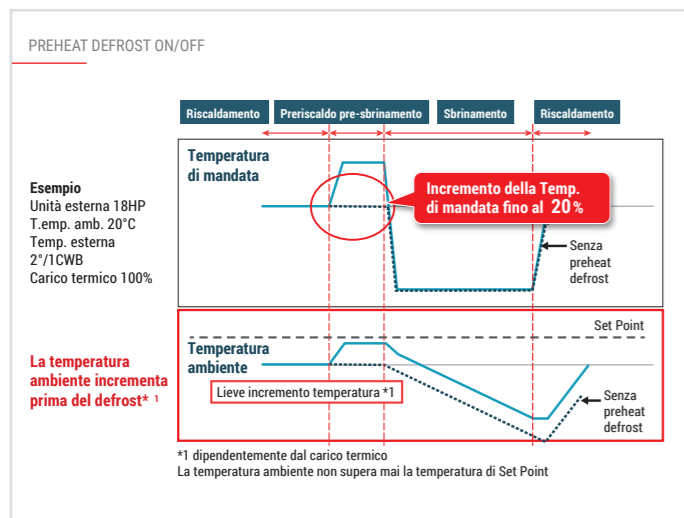 PREHEAT DEFROST ON/OFF
Riscaldamento
Preriscaldo pre-sbrinamento
Sbrinamento
Riscaldamento
Temperatura
di mandata
Esempio
Unità esterna 18HP
T.emp. amb. 20°C
Temp. esterna
2°/1CWB
Carico termico 100%
Incremento della Temp.
di mandata fino al 20%
Senza
preheat
defrost
Set Point
La temperatura
ambiente incrementa
prima del defrost* ¹
Temperatura
ambiente
Lieve incremento temperatura *1
Senza
preheat
defrost
*1 dipendentemente dal carico termico
La temperatura ambiente non supera mai la temperatura di Set Point